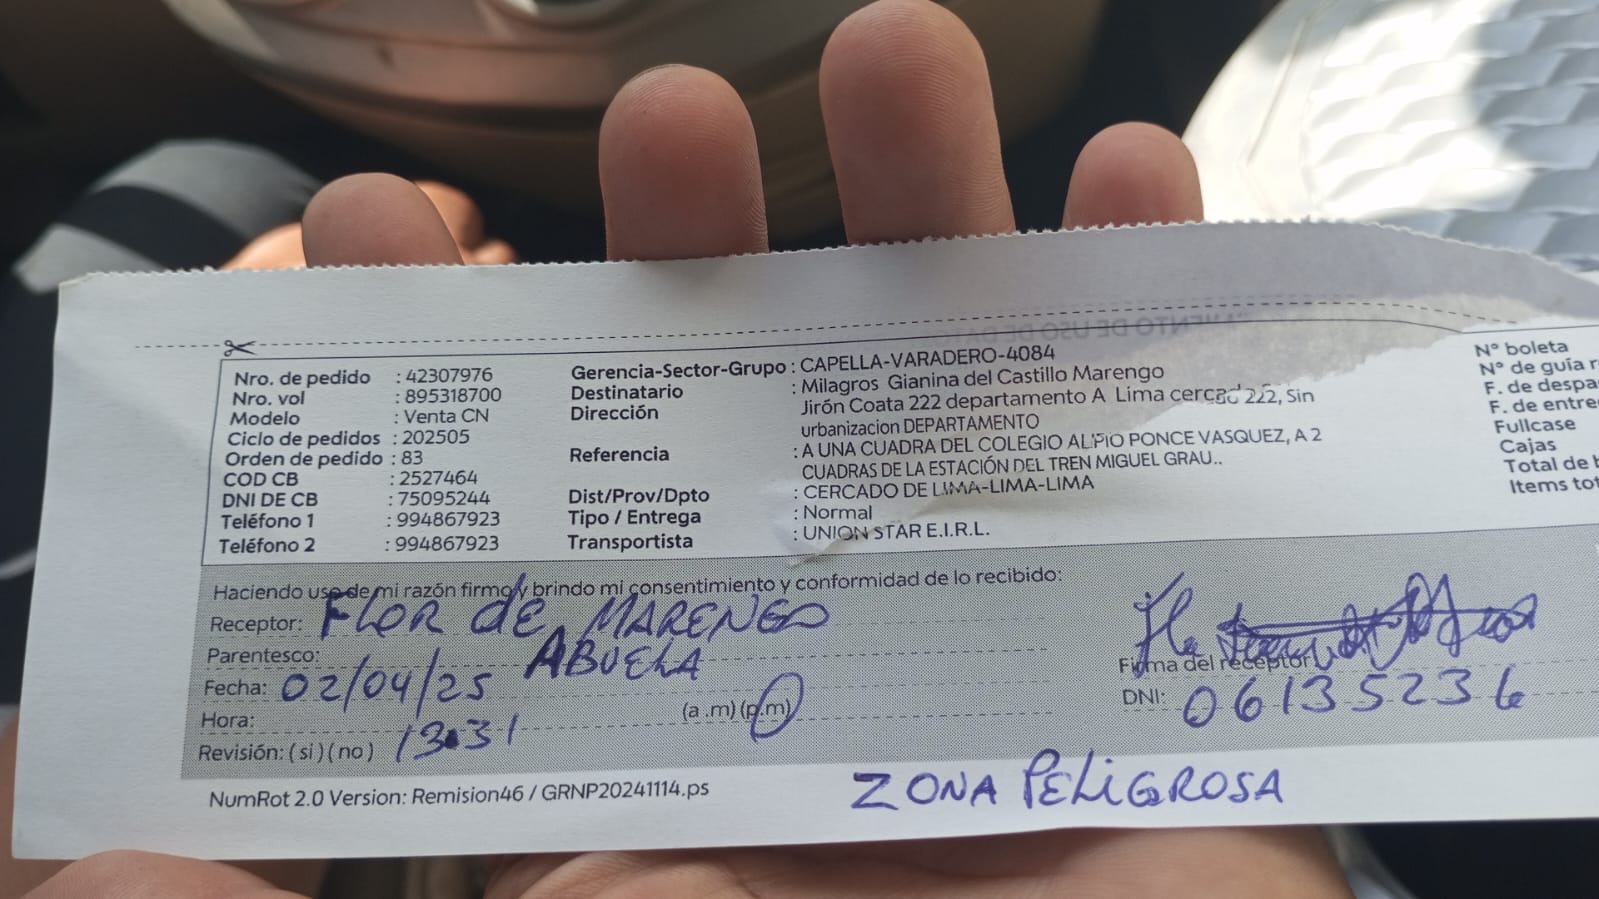 Nro. de pedido : 42307976
Nro. vol : 895318700
Modelo : Venta CN
Ciclo de pedidos : 202505
Orden de pedido : 83
COD CB : 2527464
DNI DE CB : 75095244
Teléfono 1 : 994867923
Teléfono 2 : 994867923
Gerencia-Sector-Grupo : CAPELLA-VARADERO-4084
Destinatario : Milagros Gianina del Castillo Marengo
Dirección Jirón Coata 222 departamento A Lima cercado 222, Sin
urbanizacion DEPARTAMENTO
Referencia : A UNA CUADRA DEL COLEGIO ALIPIO PONCE VASQUEZ, A 2
CUADRAS DE LA ESTACIÓN DEL TREN MIGUEL GRAU..
Dist/Prov/Dpto : CERCADO DE LIMA-LIMA-LIMA
Tipo / Entrega : Normal
Transportista : UNION STAR E.I.R.L.
N° boleta
N° de guía r
F. de despa
F. de entre
Fullcase
Cajas
Total de b
Items tot
Haciendo uso de mi razón firmo y brindo mi consentimiento y conformidad de lo recibido:
Receptor: FLOR de MARENGO
Parentesco: ABUELA
Fecha: 02/04/25
Hora: 13:31 (a .m) (p.m)
Revisión: ( si ) ( no )
Firma del receptor
DNI: 06135236
NumRot 2.0 Version: Remision46 / GRNP20241114.ps
ZONA PELIGROSA